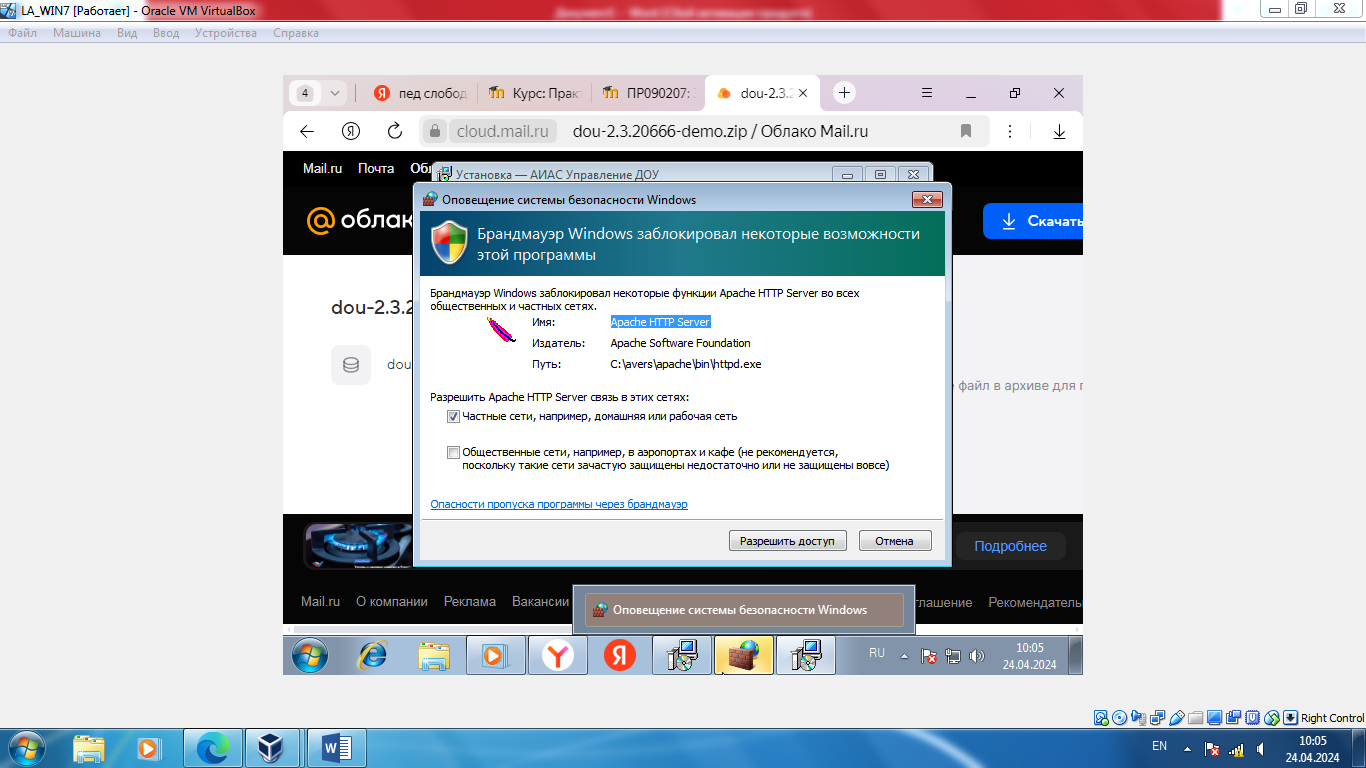 LA_WIN7 [Работает] - Oracle VM VirtualBox
Файл Машина Вид Ввод Устройства Справка
4 пед слобод Курс: Прак ПР090207: dou-2.3.2
cloud.mail.ru dou-2.3.20666-demo.zip / Облако Mail.ru
Mail.ru Почта Обл
Установка — АИАС Управление ДОУ
Оповещение системы безопасности Windows
облак
Скачать
Брандмауэр Windows заблокировал некоторые возможности
этой программы
Брандмауэр Windows заблокировал некоторые функции Apache HTTP Server во всех
общественных и частных сетях.
dou-2.3.2
Имя: Apache HTTP Server
Издатель: Apache Software Foundation
Путь: C:\avers\apache\bin\httpd.exe
dou
файл в архиве для п
Разрешить Apache HTTP Server связь в этих сетях:
Частные сети, например, домашняя или рабочая сеть
Общественные сети, например, в аэропортах и кафе (не рекомендуется,
поскольку такие сети зачастую защищены недостаточно или не защищены вовсе)
Опасности пропуска программы через брандмауэр
Разрешить доступ Отмена
Подробнее
Mail.ru О компании Реклама Вакансии
глашение Рекомендатель
Оповещение системы безопасности Windows
RU
10:05
24.04.2024
Right Control
EN
10:05
24.04.2024